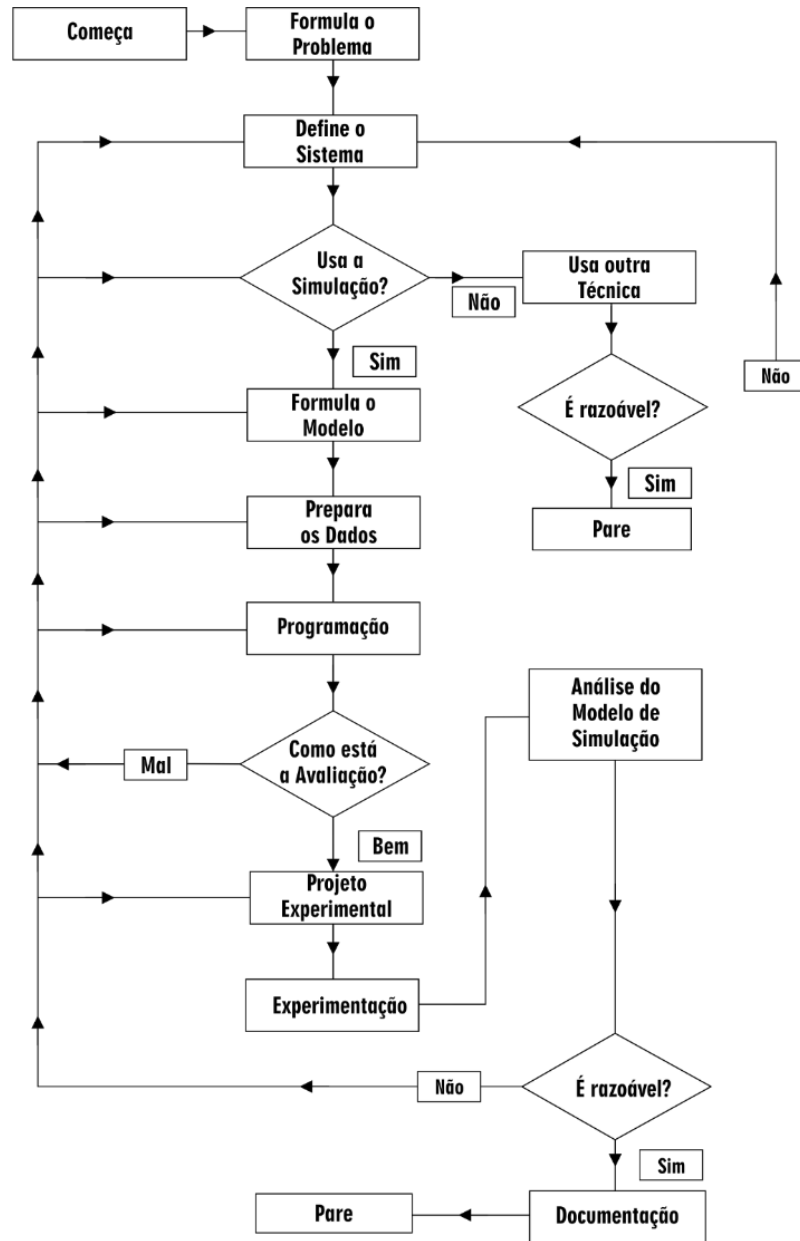 Começa
Formula o
Problema
Define o
Sistema
Usa a
Simulação?
Não
Usa outra
Técnica
Sim
Não
É razoável?
Formula o
Modelo
Sim
Prepara
os Dados
Pare
Programação
Análise do
Modelo de
Simulação
Como está
a Avaliação?
Mal
Bem
Projeto
Experimental
Experimentação
Não
É razoável?
Sim
Pare
Documentação